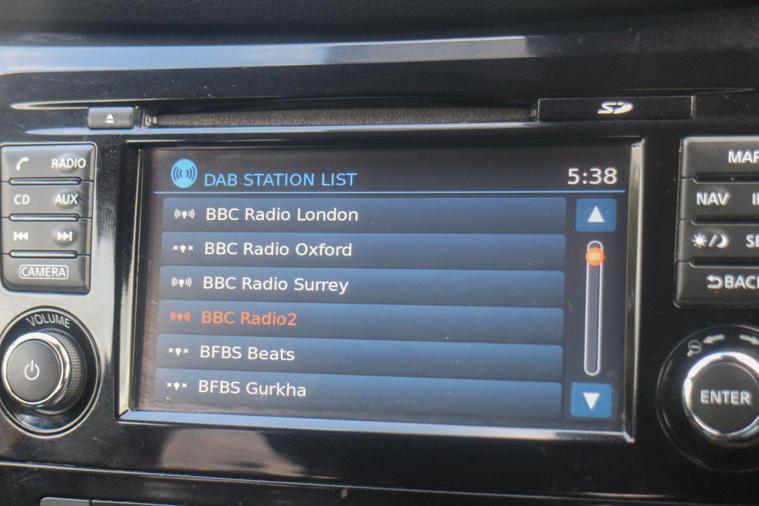 SD
RADIO
CD AUX
CAMERA
VOLUME
DAB STATION LIST 5:38
BBC Radio London
BBC Radio Oxford
BBC Radio Surrey
BBC Radio2
BFBS Beats
BFBS Gurkha
NAV
BACK
ENTER